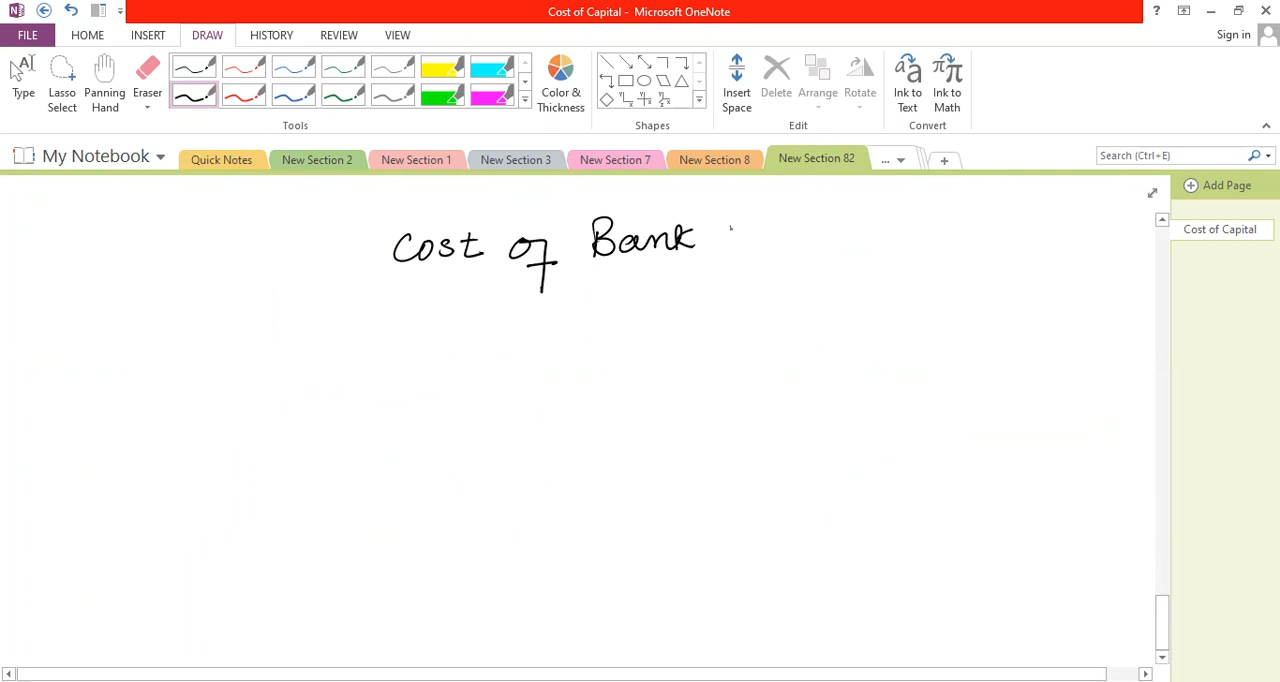 Cost of Capital - Microsoft OneNote
FILE HOME INSERT DRAW HISTORY REVIEW VIEW Sign in
Type Lasso Select Panning Hand Eraser Color & Thickness Insert Space Delete Arrange Rotate Ink to Text Ink to Math
Tools Shapes Edit Convert
My Notebook Quick Notes New Section 2 New Section 1 New Section 3 New Section 7 New Section 8 New Section 82 ... Search (Ctrl+E)
Add Page
Cost of Capital
Cost of Bank